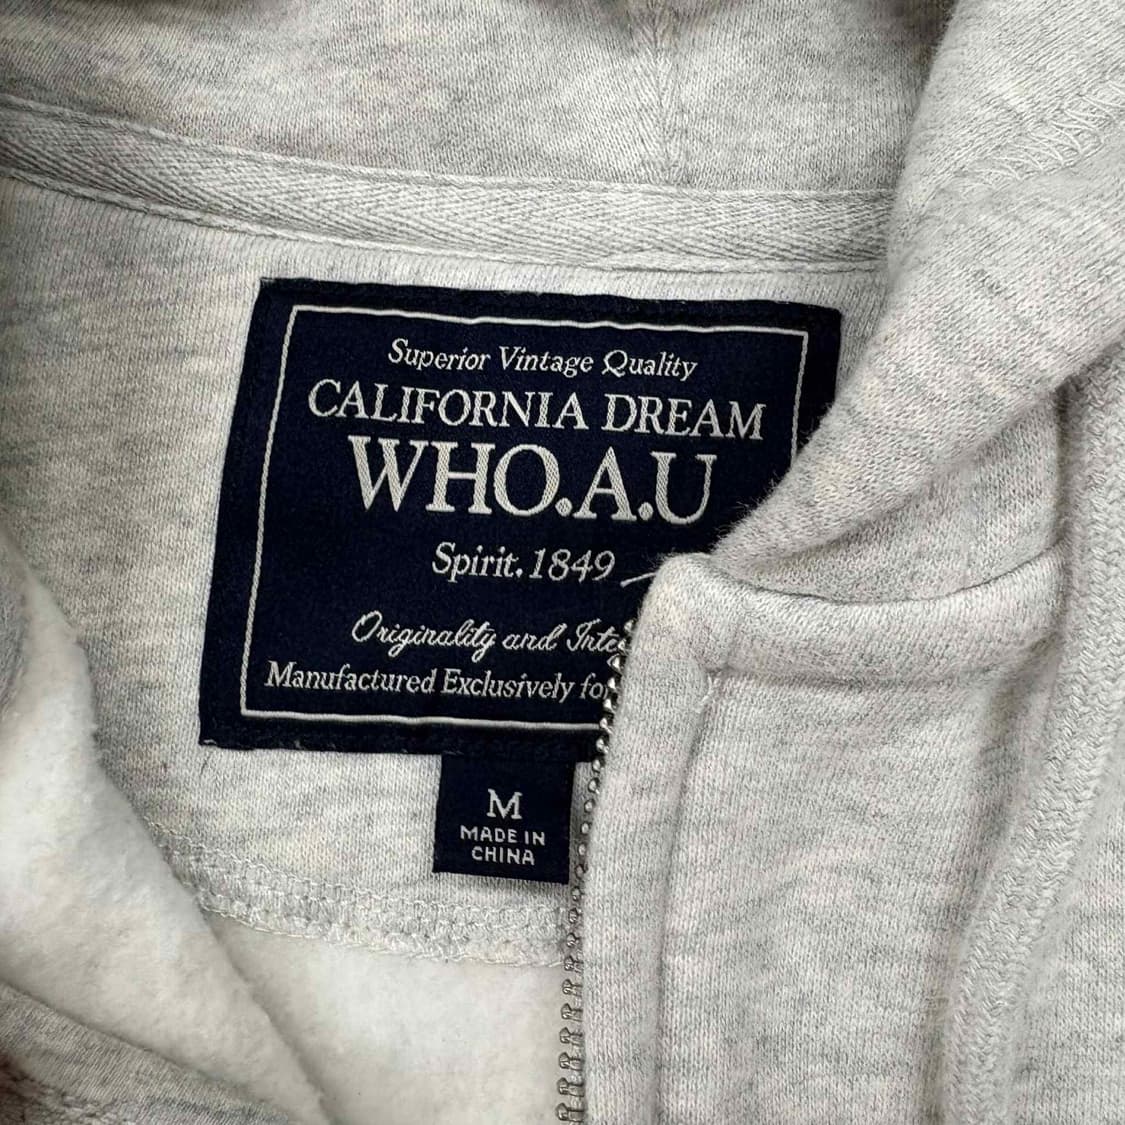 Superior Vintage Quality
CALIFORNIA DREAM
WHO.A.U
Spirit. 1849
Originality and
Manufactured Exclusively
M
MADE IN
CHINA